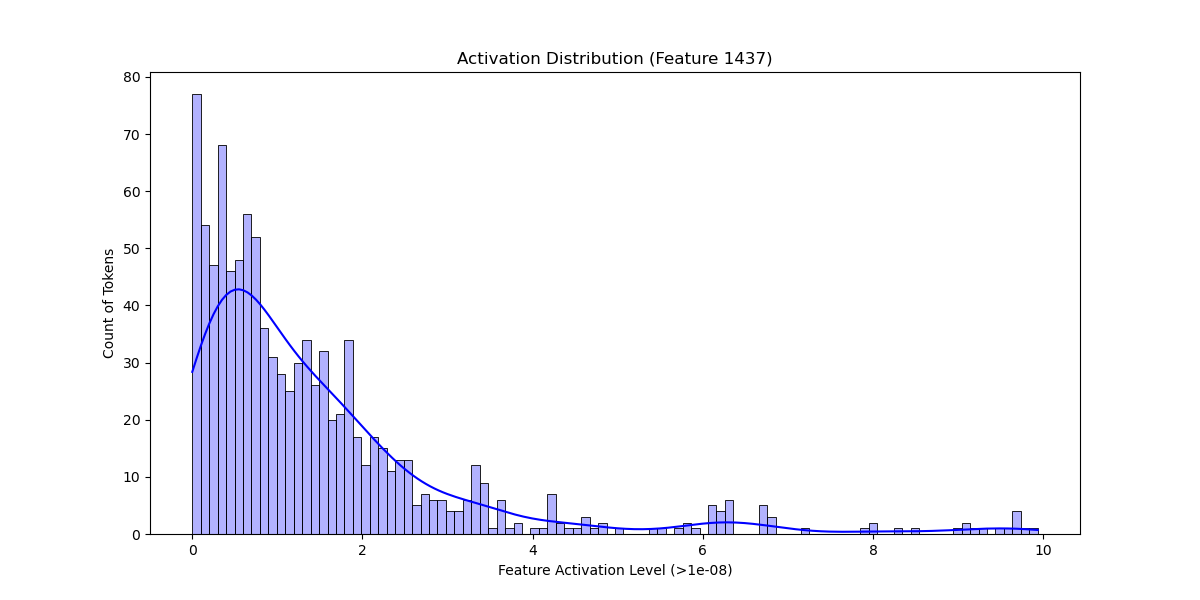 Activation Distribution (Feature 1437)
80
70
60
50
40
30
20
10
0
Count of Tokens
0 2 4 6 8 10
Feature Activation Level (>1e-08)